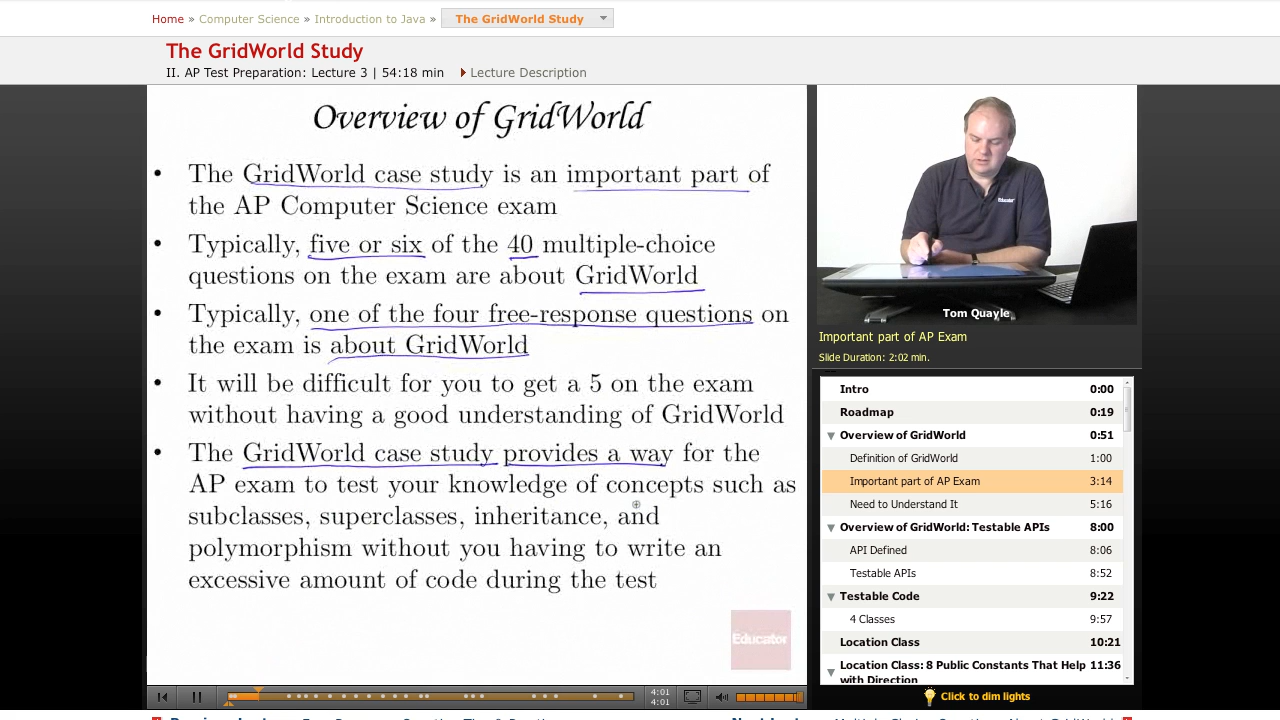 Home » Computer Science » Introduction to Java » The GridWorld Study
The GridWorld Study
II. AP Test Preparation: Lecture 3 | 54:18 min Lecture Description
Overview of GridWorld
• The GridWorld case study is an important part of
the AP Computer Science exam
• Typically, five or six of the 40 multiple-choice
questions on the exam are about GridWorld
• Typically, one of the four free-response questions on
the exam is about GridWorld
• It will be difficult for you to get a 5 on the exam
without having a good understanding of GridWorld
• The GridWorld case study provides a way for the
AP exam to test your knowledge of concepts such as
subclasses, superclasses, inheritance, and
polymorphism without you having to write an
excessive amount of code during the test
Educator
4:01
4:01
Educator
Tom Quayle
Important part of AP Exam
Slide Duration: 2:02 min.
Intro 0:00
Roadmap 0:19
Overview of GridWorld 0:51
Definition of GridWorld 1:00
Important part of AP Exam 3:14
Need to Understand It 5:16
Overview of GridWorld: Testable APIs 8:00
API Defined 8:06
Testable APIs 8:52
Testable Code 9:22
4 Classes 9:57
Location Class 10:21
Location Class: 8 Public Constants That Help 11:36
with Direction
Click to dim lights